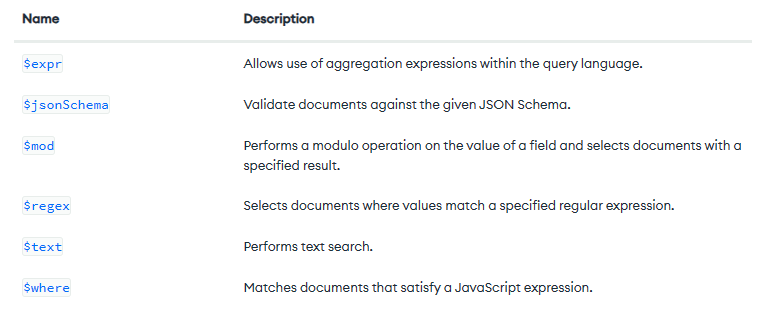 Name Description
$expr Allows use of aggregation expressions within the query language.
$jsonSchema Validate documents against the given JSON Schema.
$mod Performs a modulo operation on the value of a field and selects documents with a
specified result.
$regex Selects documents where values match a specified regular expression.
$text Performs text search.
$where Matches documents that satisfy a JavaScript expression.